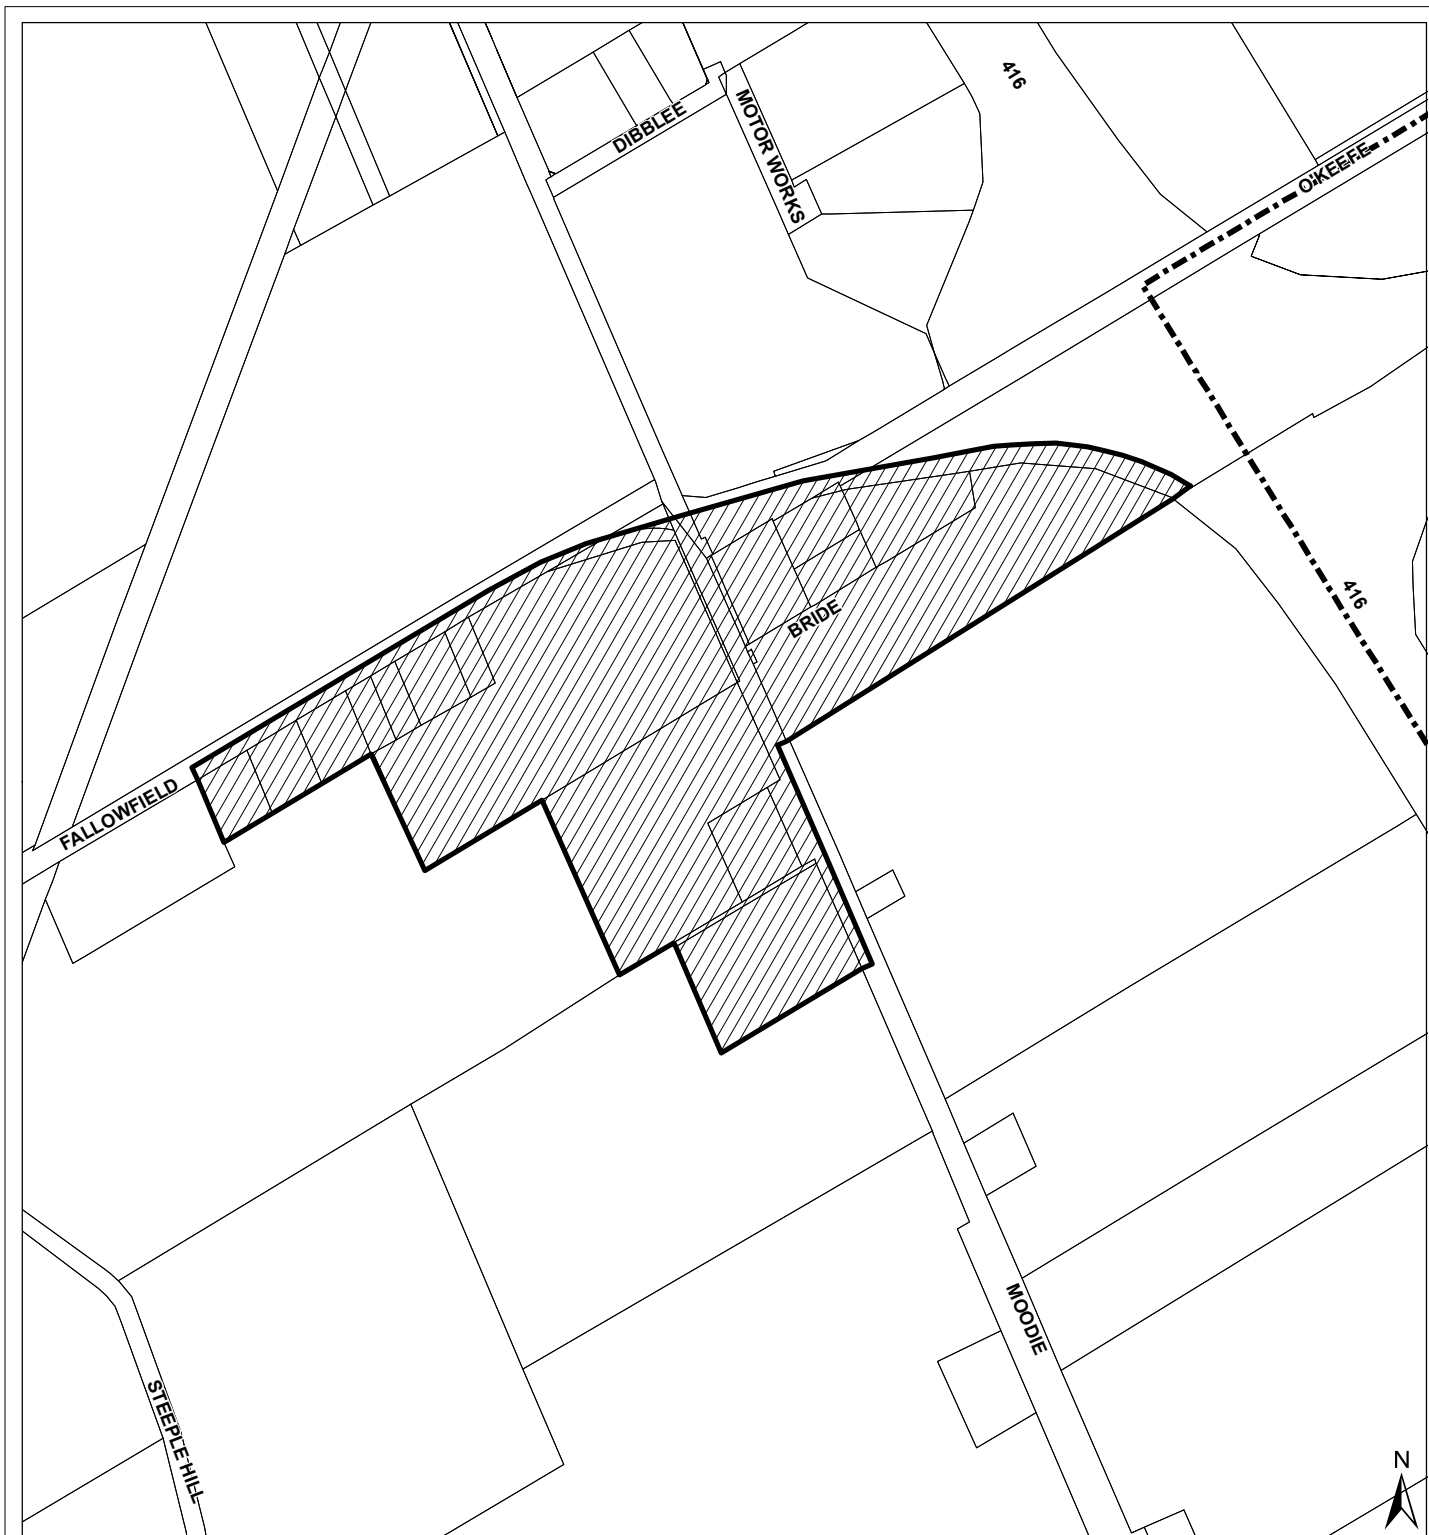 416
DIBBLEE
MOTOR WORKS
O'KEEFE
416
BRIDE
FALLOWFIELD
MOODIE
STEEPLE HILL
N